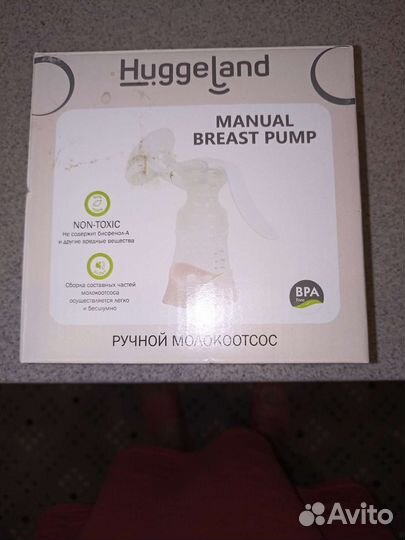 Huggeland
MANUAL
BREAST PUMP
NON-TOXIC
Не содержит бисфенол-А
и другие вредные вещества
Сборка составных частей
молокоотсоса
осуществляется легко
и бесшумно
BPA
free
РУЧНОЙ МОЛОКООТСОС
Avito